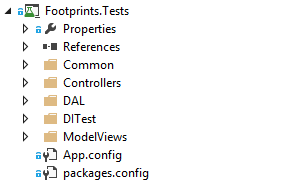 Footprints.Tests
Properties
References
Common
Controllers
DAL
DITest
ModelViews
App.config
packages.config